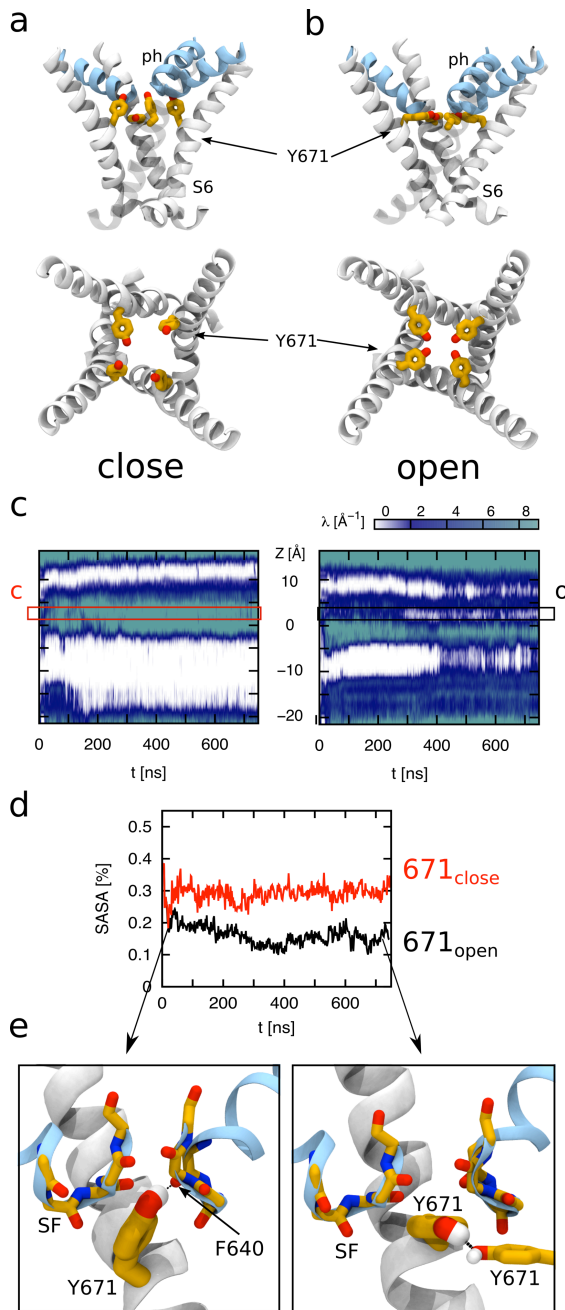 a
b
ph
ph
Y671
S6
S6
Y671
close
open
c
λ [Å⁻¹]
0 2 4 6 8
Z [Å]
c
o
10
0
−10
−20
0 200 400 600
0 200 400 600
t [ns]
t [ns]
d
0.5
0.4
0.3
0.2
0.1
0
SASA [%]
671close
671open
0 200 400 600
t [ns]
e
SF
F640
Y671
Y671
SF
Y671